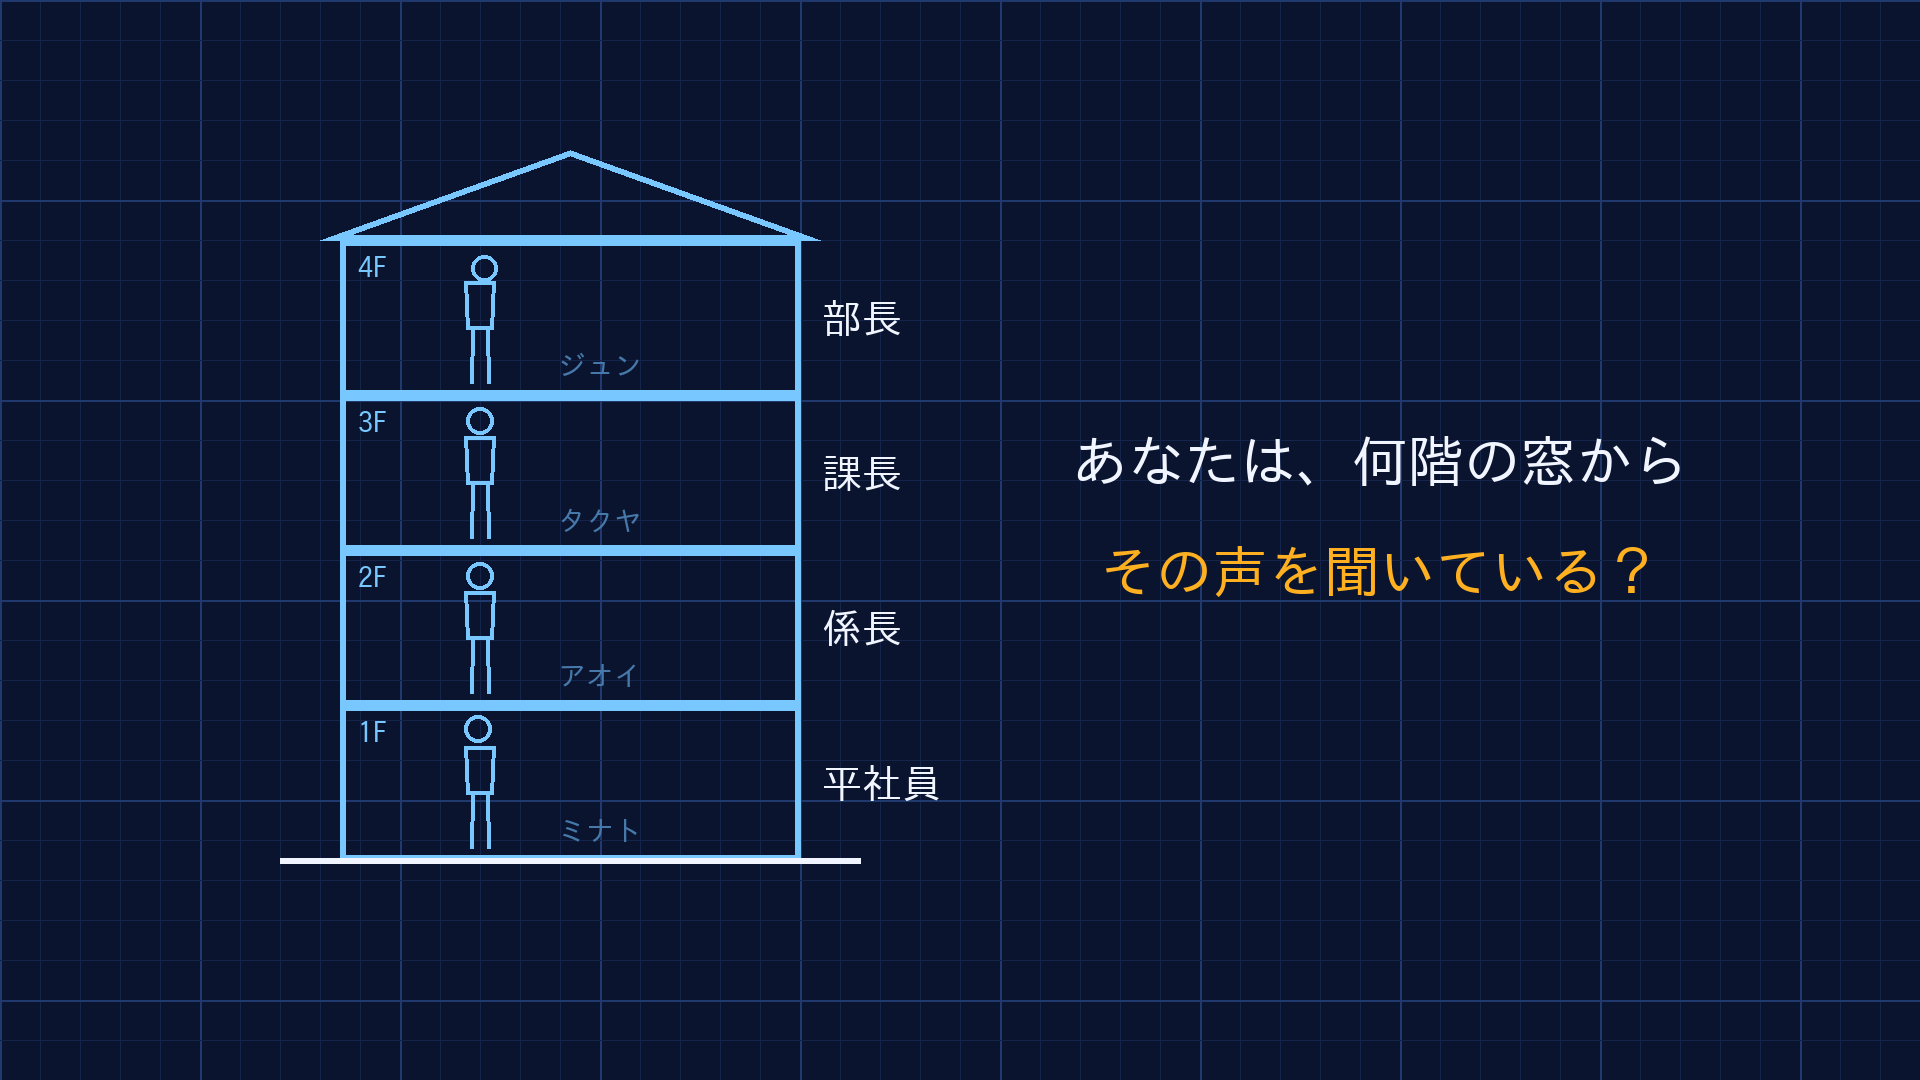 4F
ジュン
部長
3F
タクヤ
課長
2F
アオイ
係長
1F
ミナト
平社員
あなたは、何階の窓から
その声を聞いている？